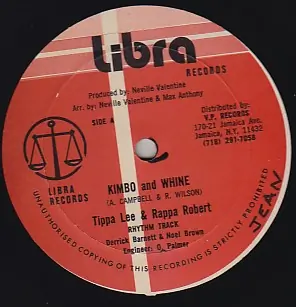 Libra
RECORDS
Produced by: Neville Valentine
Arr. by: Neville Valentine & Max Anthony
SIDE A
Distributed by:
V.P. RECORDS
170-21 Jamaica Ave.
Jamaica, N.Y. 11432
(718) 291-7058
LIBRA
RECORDS
KIMBO and WHINE
(A. CAMPBELL & R. WILSON)
Tippa Lee & Rappa Robert
RHYTHM TRACK
Derrick Barnett & Noel Brown
Engineer: O. Palmer
UNAUTHORISED COPYING OF THIS RECORDING IS STRICTLY PROHIBITED
JEAN